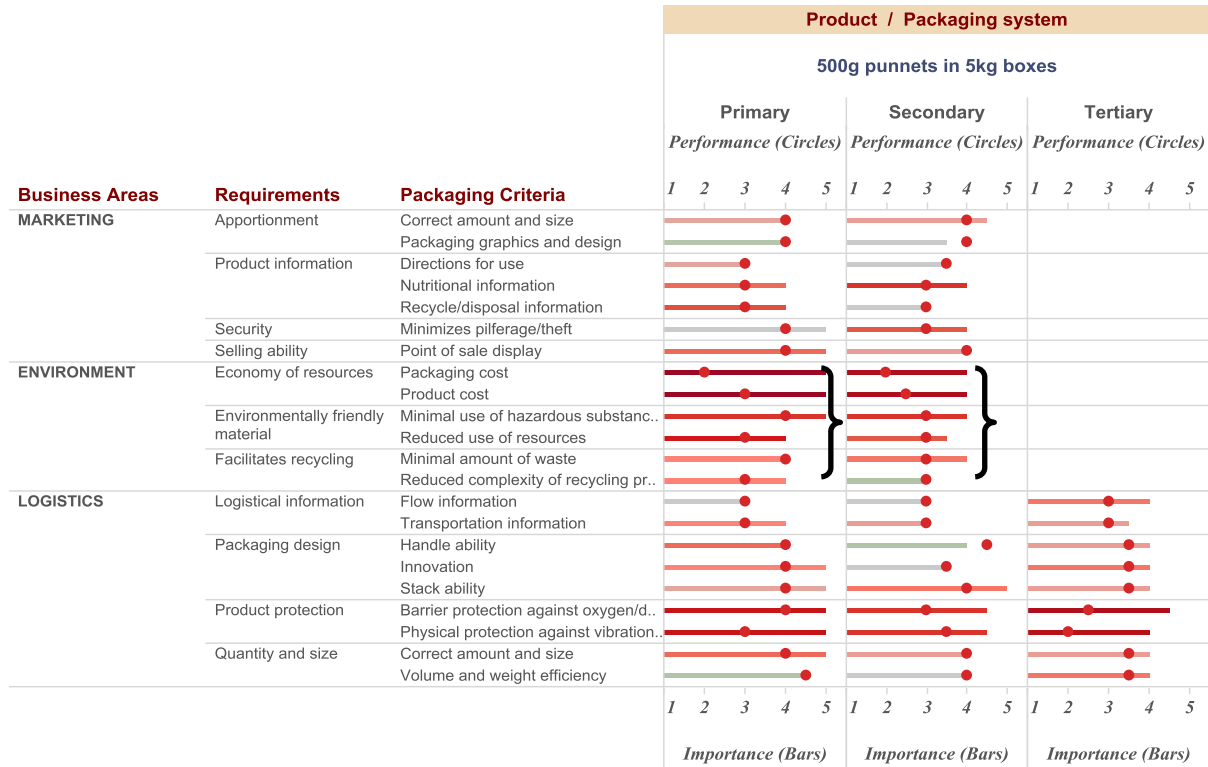 Product / Packaging system
500g punnets in 5kg boxes
Primary Secondary Tertiary
Performance (Circles) Performance (Circles) Performance (Circles)
Business Areas Requirements Packaging Criteria 1 2 3 4 5 1 2 3 4 5 1 2 3 4 5
MARKETING Apportionment Correct amount and size
Packaging graphics and design
Product information Directions for use
Nutritional information
Recycle/disposal information
Security Minimizes pilferage/theft
Selling ability Point of sale display
ENVIRONMENT Economy of resources Packaging cost
Product cost
Environmentally friendly Minimal use of hazardous substanc..
material Reduced use of resources
Facilitates recycling Minimal amount of waste
Reduced complexity of recycling pr..
LOGISTICS Logistical information Flow information
Transportation information
Packaging design Handle ability
Innovation
Stack ability
Product protection Barrier protection against oxygen/d..
Physical protection against vibration..
Quantity and size Correct amount and size
Volume and weight efficiency
1 2 3 4 5 1 2 3 4 5 1 2 3 4 5
Importance (Bars) Importance (Bars) Importance (Bars)